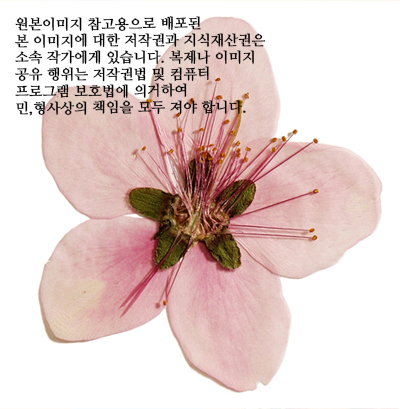 원본이미지 참고용으로 배포된
본 이미지에 대한 저작권과 지식재산권은
소속 작가에게 있습니다. 복제나 이미지
공유 행위는 저작권법 및 컴퓨터
프로그램 보호법에 의거하여
민,형사상의 책임을 모두 져야 합니다.